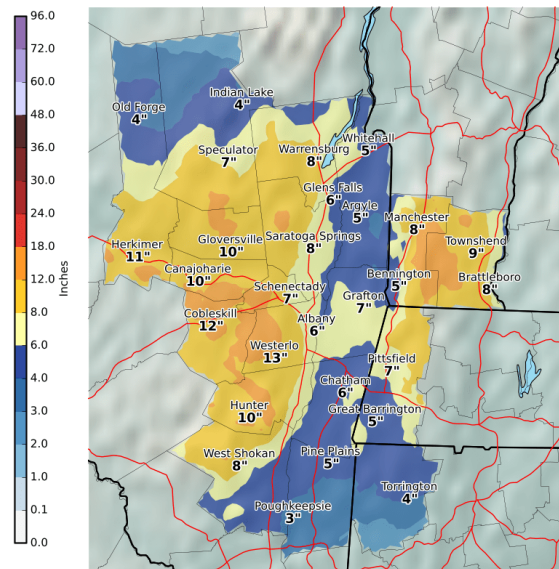 96.0
72.0
60.0
48.0
36.0
30.0
24.0
18.0
12.0
8.0
6.0
4.0
3.0
2.0
1.0
0.1
0.0
Inches
Old Forge
4"
Indian Lake
4"
Speculator
7"
Warrensburg
8"
Whitehall
5"
Glens Falls
6"
Argyle
5"
Herkimer
11"
Gloversville
10"
Saratoga Springs
8"
Manchester
8"
Townshend
9"
Canajoharie
10"
Schenectady
7"
Bennington
5"
Brattleboro
8"
Grafton
7"
Cobleskill
12"
Albany
6"
Westerlo
13"
Pittsfield
7"
Chatham
6"
Hunter
10"
Great Barrington
5"
West Shokan
8"
Pine Plains
5"
Torrington
4"
Poughkeepsie
3"